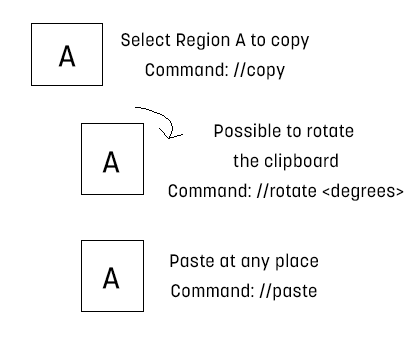 A
Select Region A to copy
Command: //copy
A
Possible to rotate
the clipboard
Command: //rotate <degrees>
A
Paste at any place
Command: //paste